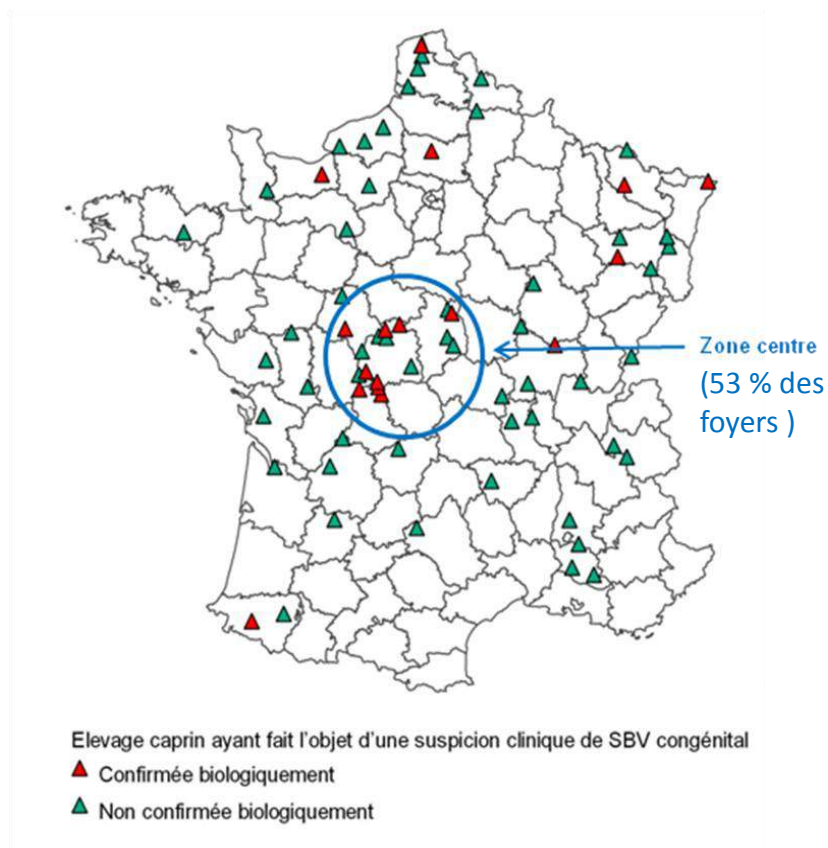 Zone centre
(53 % des
foyers )
Elevage caprin ayant fait l'objet d'une suspicion clinique de SBV congénital
Confirmée biologiquement
Non confirmée biologiquement